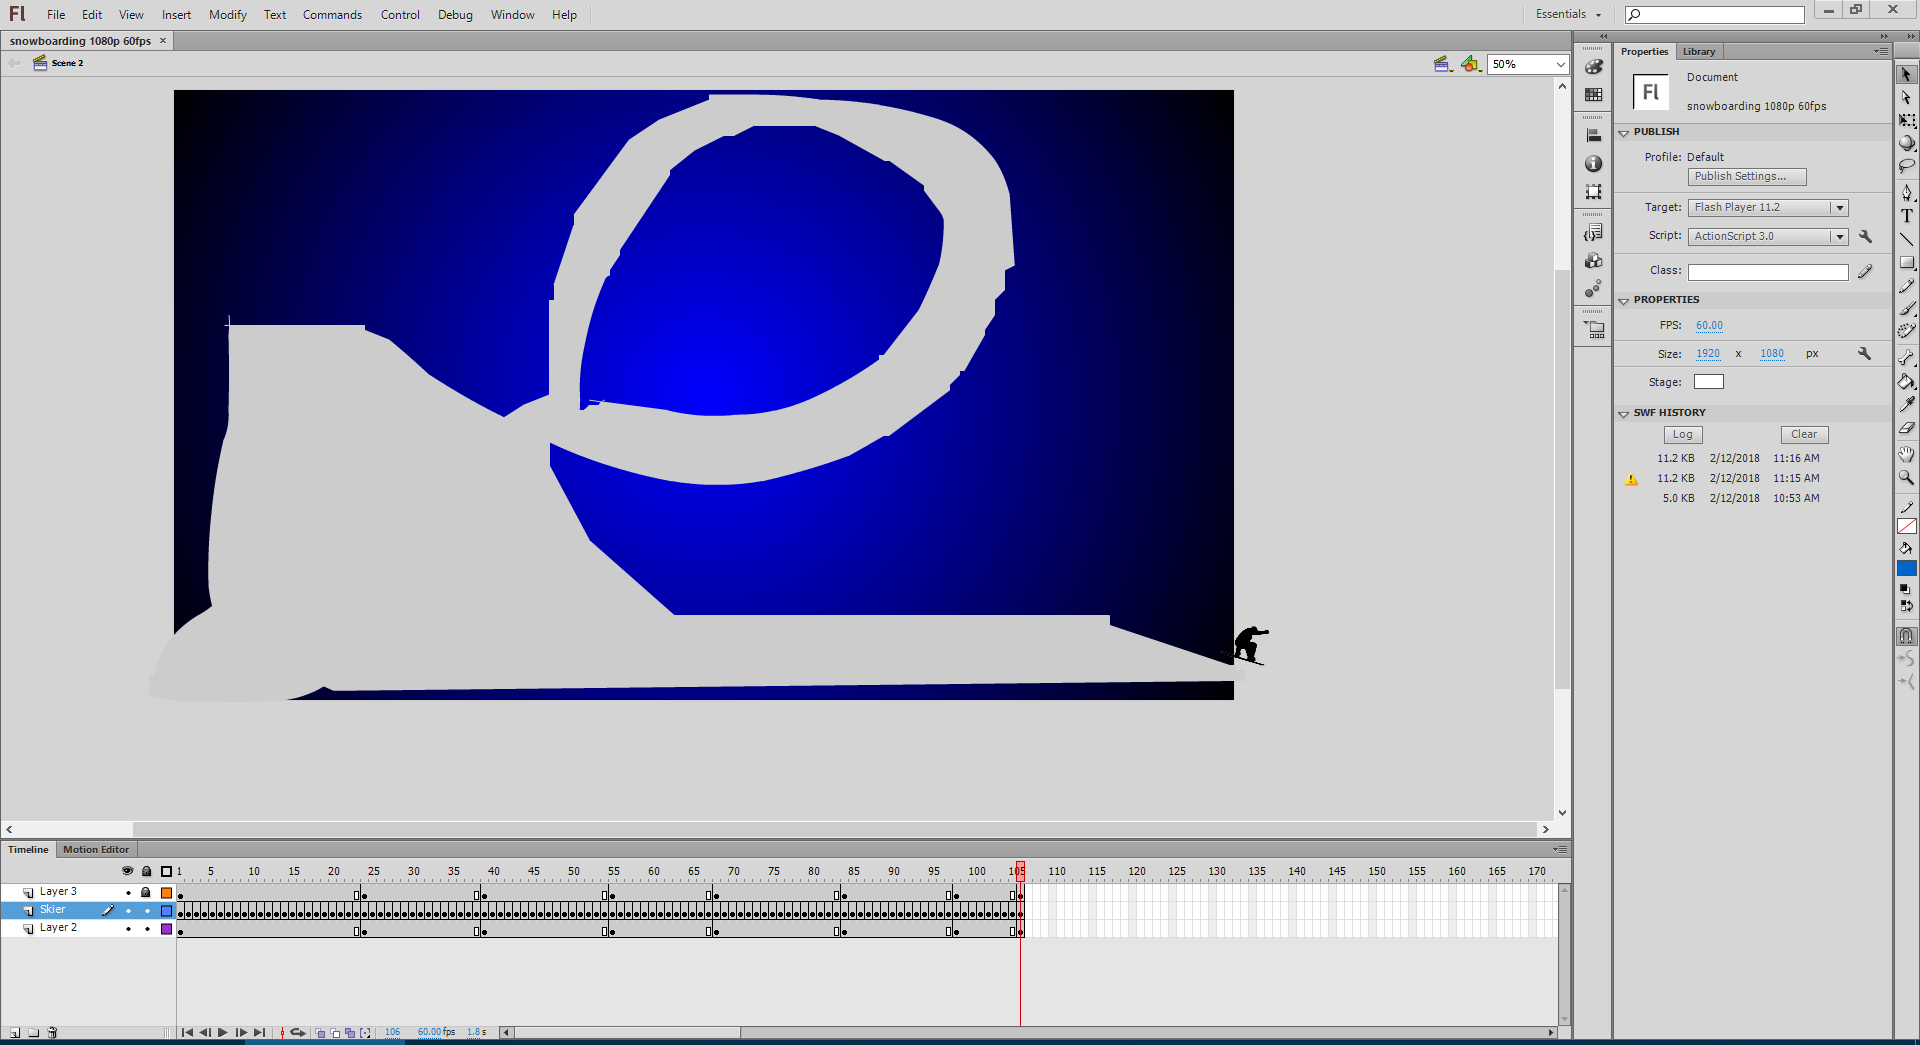 Fl File Edit View Insert Modify Text Commands Control Debug Window Help Essentials
snowboarding 1080p 60fps ×
Scene 2 50%
Properties Library
Fl Document
snowboarding 1080p 60fps
PUBLISH
Profile: Default
Publish Settings...
Target: Flash Player 11.2
Script: ActionScript 3.0
Class:
PROPERTIES
FPS: 60.00
Size: 1920 x 1080 px
Stage:
SWF HISTORY
Log Clear
11.2 KB 2/12/2018 11:16 AM
11.2 KB 2/12/2018 11:15 AM
5.0 KB 2/12/2018 10:53 AM
Timeline Motion Editor
1 5 10 15 20 25 30 35 40 45 50 55 60 65 70 75 80 85 90 95 100 105 110 115 120 125 130 135 140 145 150 155 160 165 170
Layer 3
Skier
Layer 2
106 60.00 fps 1.8 s